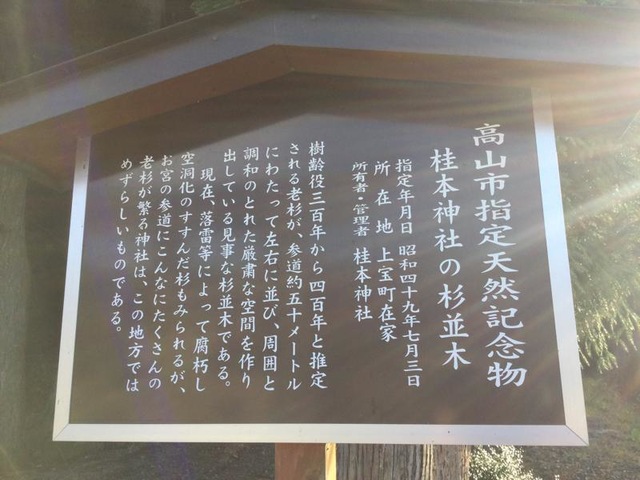 高山市指定天然記念物
桂本神社の杉並木
指定年月日 昭和四十九年七月三日
所在地 上宝町在家
所有者・管理者 桂本神社
樹齢役三百年から四百年と推定
される老杉が、参道約五十メートル
にわたって左右に並び、周囲と
調和のとれた厳粛な空間を作り
出している見事な杉並木である。
現在、落雷等によって腐朽し
空洞化のすすんだ杉もみられるが、
お宮の参道にこんなにたくさんの
老杉が繁る神社は、この地方では
めずらしいものである。